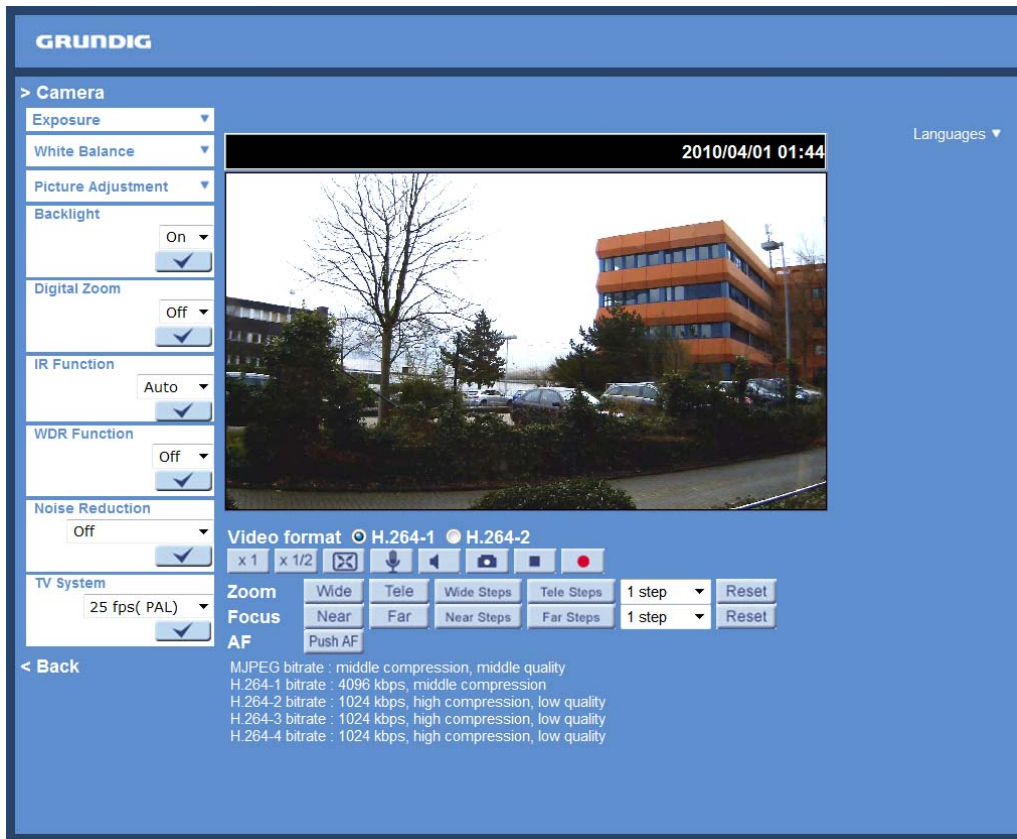 GRUNDIG
> Camera
Exposure
White Balance
Picture Adjustment
Backlight
On
Digital Zoom
Off
IR Function
Auto
WDR Function
Off
Noise Reduction
Off
TV System
25 fps( PAL)
< Back
Languages
2010/04/01 01:44
Video format H.264-1 H.264-2
x 1 x 1/2
Zoom Wide Tele Wide Steps Tele Steps 1 step Reset
Focus Near Far Near Steps Far Steps 1 step Reset
AF Push AF
MJPEG bitrate : middle compression, middle quality
H.264-1 bitrate : 4096 kbps, middle compression
H.264-2 bitrate : 1024 kbps, high compression, low quality
H.264-3 bitrate : 1024 kbps, high compression, low quality
H.264-4 bitrate : 1024 kbps, high compression, low quality